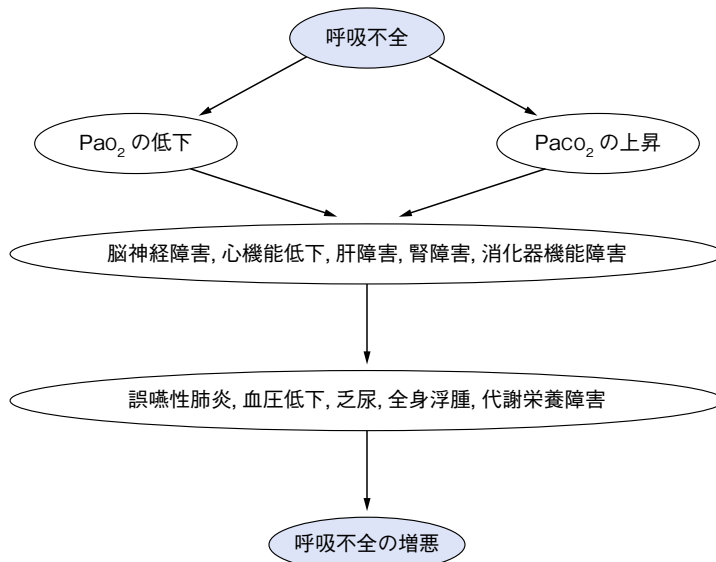 呼吸不全
Pao₂ の低下
Paco₂ の上昇
脳神経障害, 心機能低下, 肝障害, 腎障害, 消化器機能障害
誤嚥性肺炎, 血圧低下, 乏尿, 全身浮腫, 代謝栄養障害
呼吸不全の増悪